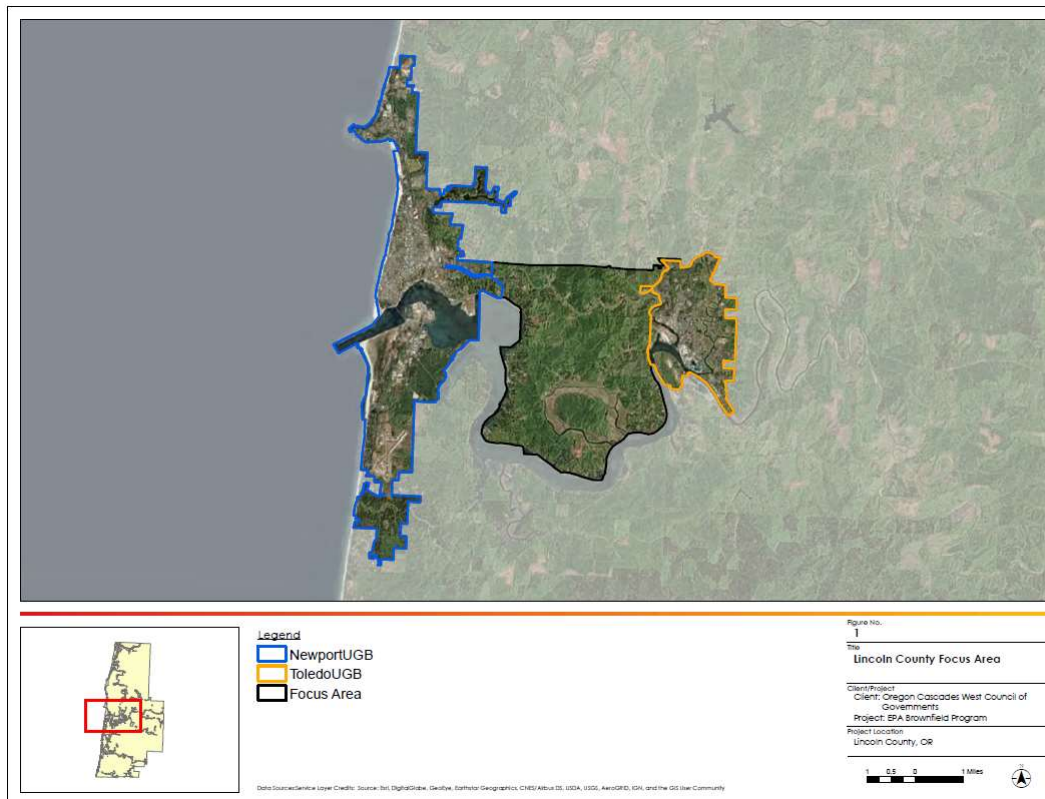 Legend
NewportUGB
ToledoUGB
Focus Area
Data Sources:Service Layer Credits: Source: Esri, DigitalGlobe, GeoEye, Earthstar Geographics, CNES/Airbus DS, USDA, USGS, AeroGRID, IGN, and the GIS User Community
Figure No.
1
Title
Lincoln County Focus Area
Client/Project
Client: Oregon Cascades West Council of
Governments
Project: EPA Brownfield Program
Project Location
Lincoln County, OR
1 0.5 0 1 Miles
N